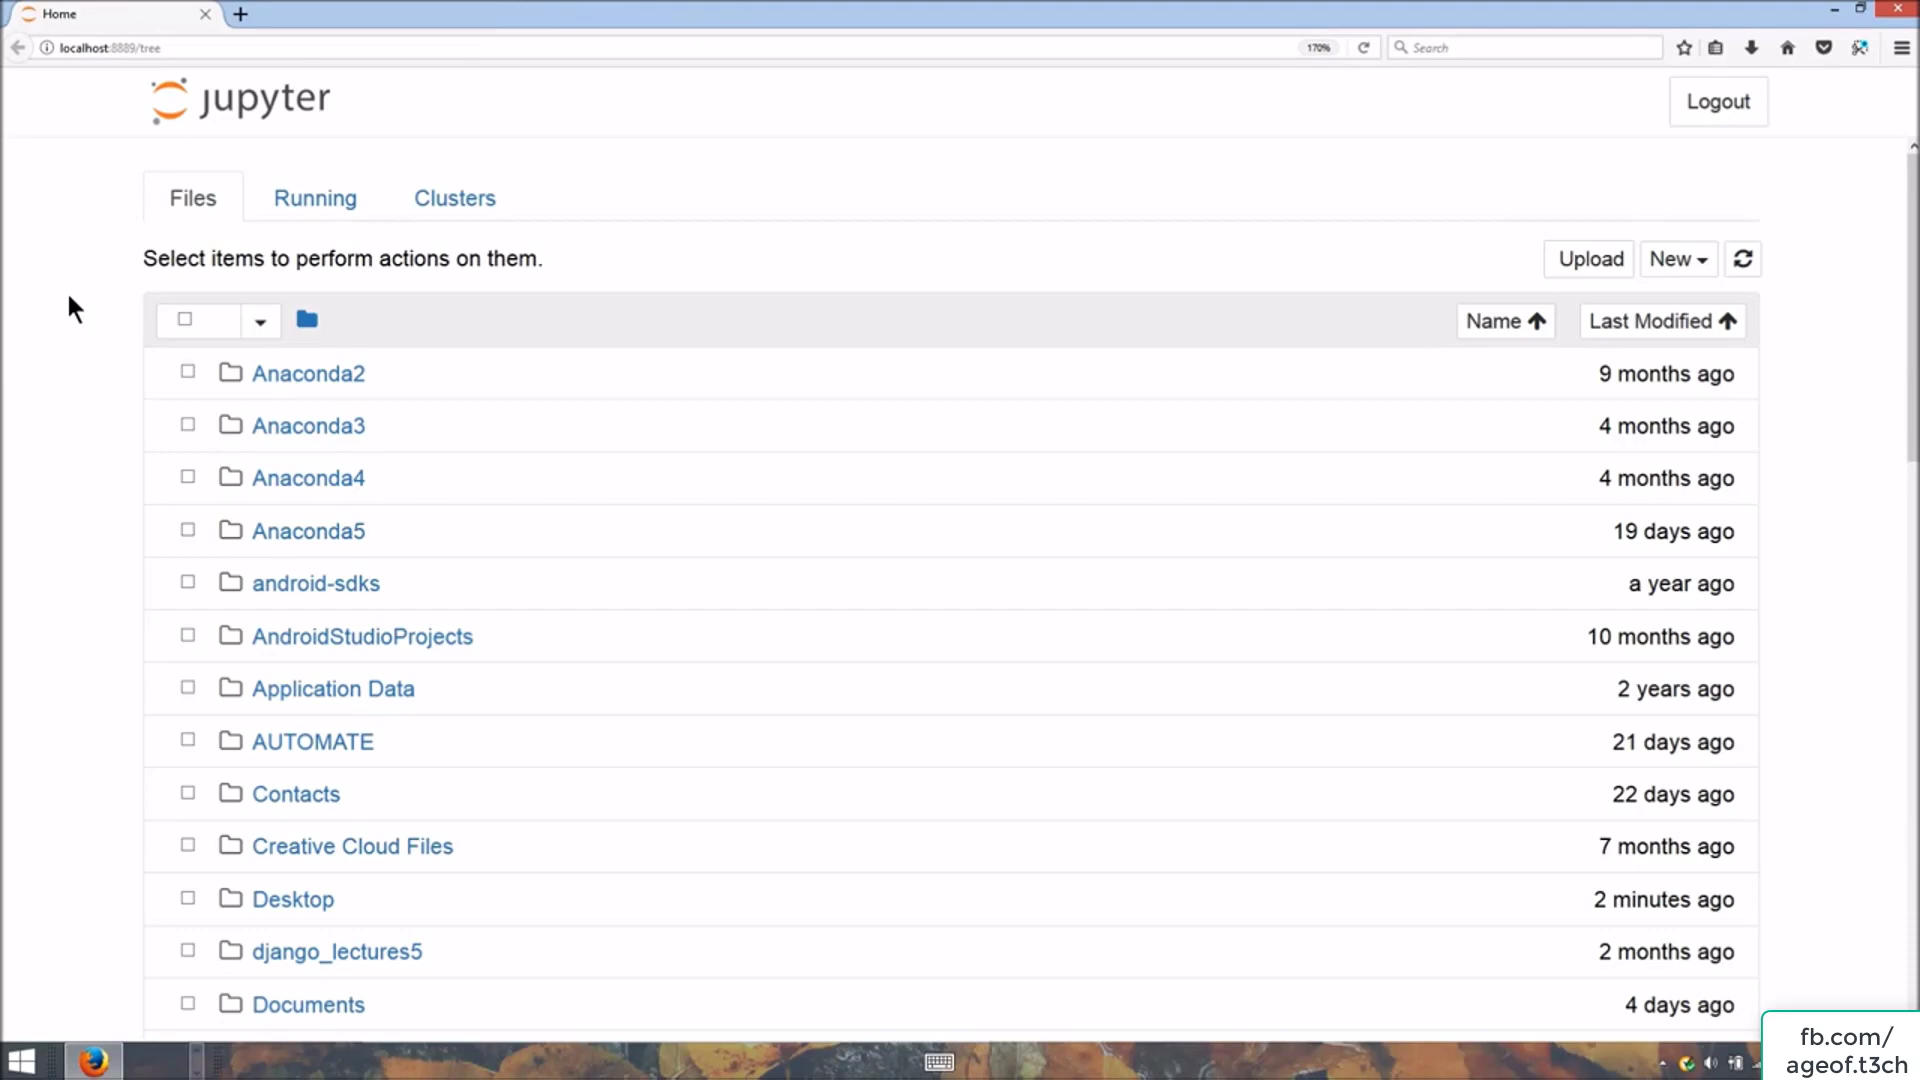 Home
localhost:8889/tree
170%
Search
jupyter
Logout
Files
Running
Clusters
Select items to perform actions on them.
Upload
New
Name
Last Modified
Anaconda2
9 months ago
Anaconda3
4 months ago
Anaconda4
4 months ago
Anaconda5
19 days ago
android-sdks
a year ago
AndroidStudioProjects
10 months ago
Application Data
2 years ago
AUTOMATE
21 days ago
Contacts
22 days ago
Creative Cloud Files
7 months ago
Desktop
2 minutes ago
django_lectures5
2 months ago
Documents
4 days ago
fb.com/
ageof.t3ch